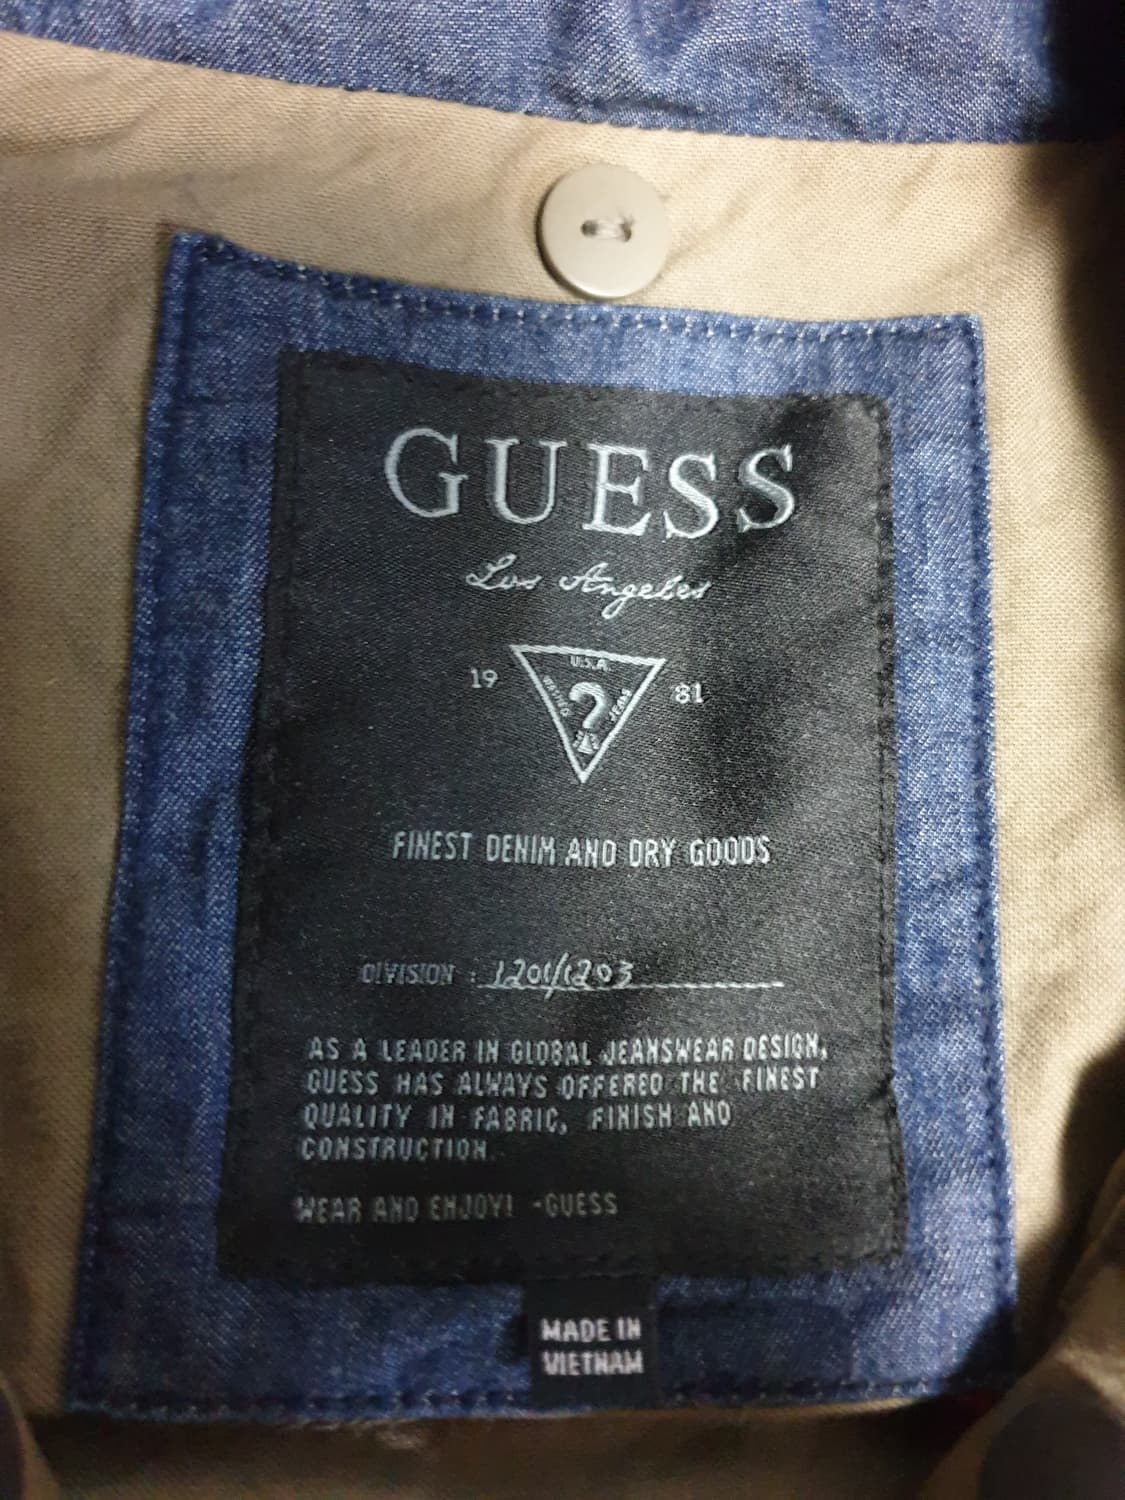 GUESS
Los Angeles
19 81
U.S.A
?
FINEST DENIM AND DRY GOODS
DIVISION : 1201/1203
AS A LEADER IN GLOBAL JEANSWEAR DESIGN,
GUESS HAS ALWAYS OFFERED THE FINEST
QUALITY IN FABRIC, FINISH AND
CONSTRUCTION.
WEAR AND ENJOY! -GUESS
MADE IN
VIETNAM